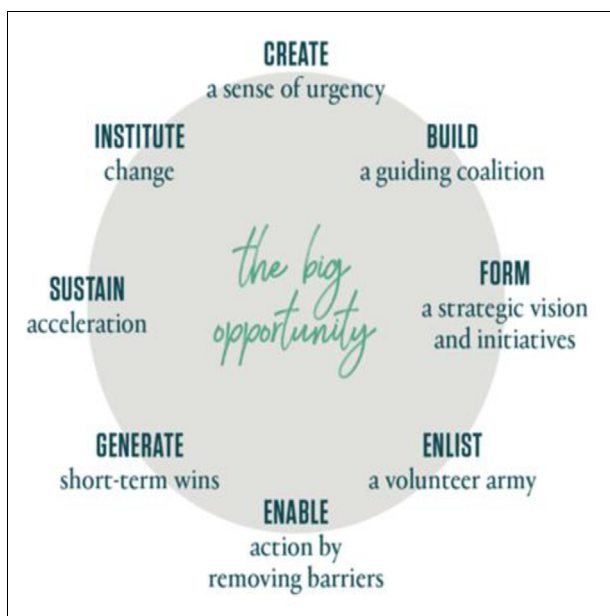 CREATE
a sense of urgency
BUILD
a guiding coalition
FORM
a strategic vision
and initiatives
ENLIST
a volunteer army
ENABLE
action by
removing barriers
GENERATE
short-term wins
SUSTAIN
acceleration
INSTITUTE
change
the big
opportunity